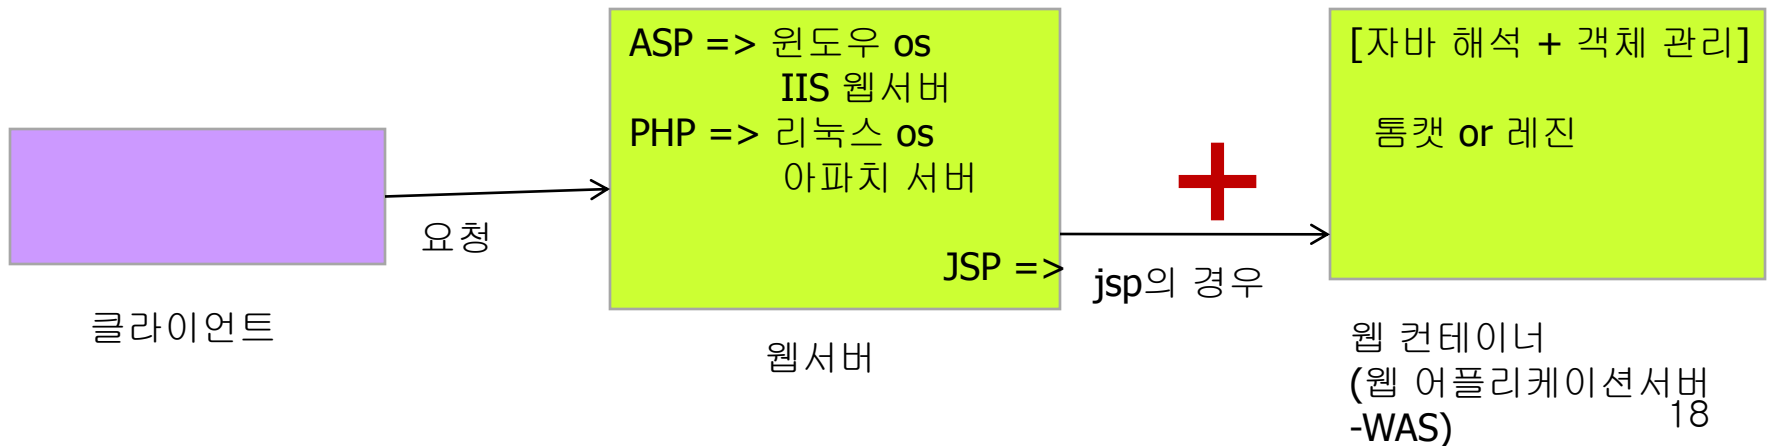 클라이언트
요청
ASP => 윈도우 os
IIS 웹서버
PHP => 리눅스 os
아파치 서버
JSP =>
웹서버
jsp의 경우
[자바 해석 + 객체 관리]
톰캣 or 레진
웹 컨테이너
(웹 어플리케이션서버
-WAS)
18